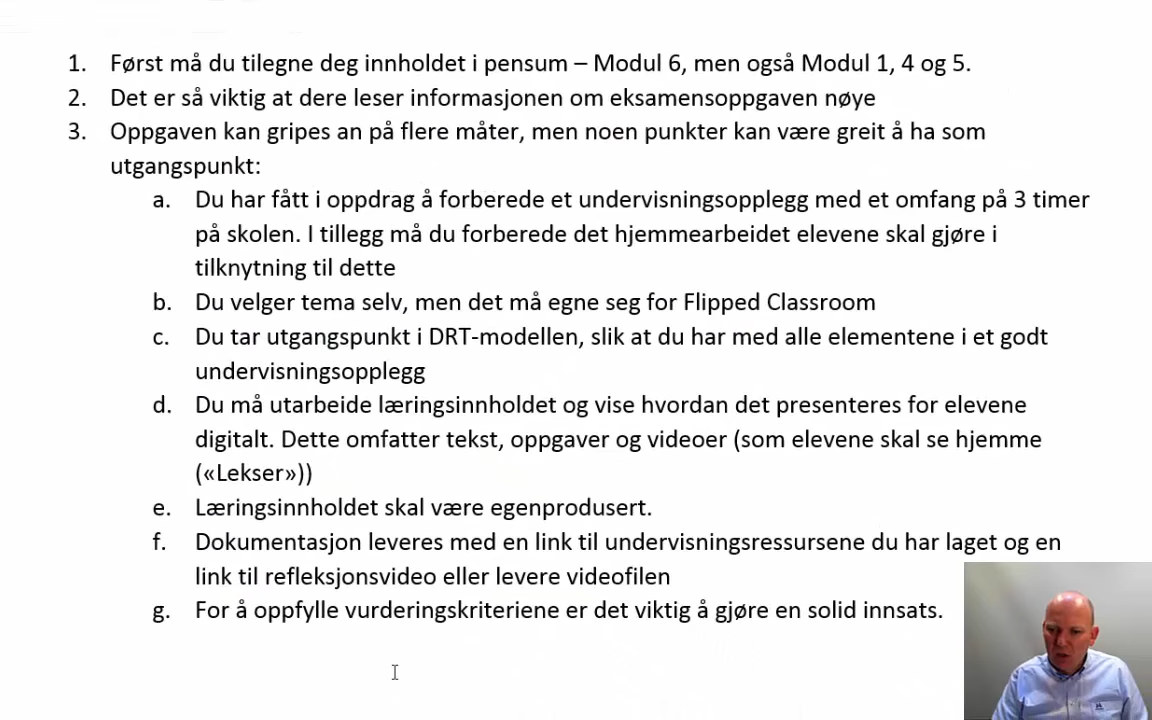 1. Først må du tilegne deg innholdet i pensum – Modul 6, men også Modul 1, 4 og 5.
2. Det er så viktig at dere leser informasjonen om eksamensoppgaven nøye
3. Oppgaven kan gripes an på flere måter, men noen punkter kan være greit å ha som
utgangspunkt:
a. Du har fått i oppdrag å forberede et undervisningsopplegg med et omfang på 3 timer
på skolen. I tillegg må du forberede det hjemmearbeidet elevene skal gjøre i
tilknytning til dette
b. Du velger tema selv, men det må egne seg for Flipped Classroom
c. Du tar utgangspunkt i DRT-modellen, slik at du har med alle elementene i et godt
undervisningsopplegg
d. Du må utarbeide læringsinnholdet og vise hvordan det presenteres for elevene
digitalt. Dette omfatter tekst, oppgaver og videoer (som elevene skal se hjemme
(«Lekser»))
e. Læringsinnholdet skal være egenprodusert.
f. Dokumentasjon leveres med en link til undervisningsressursene du har laget og en
link til refleksjonsvideo eller levere videofilen
g. For å oppfylle vurderingskriteriene er det viktig å gjøre en solid innsats.